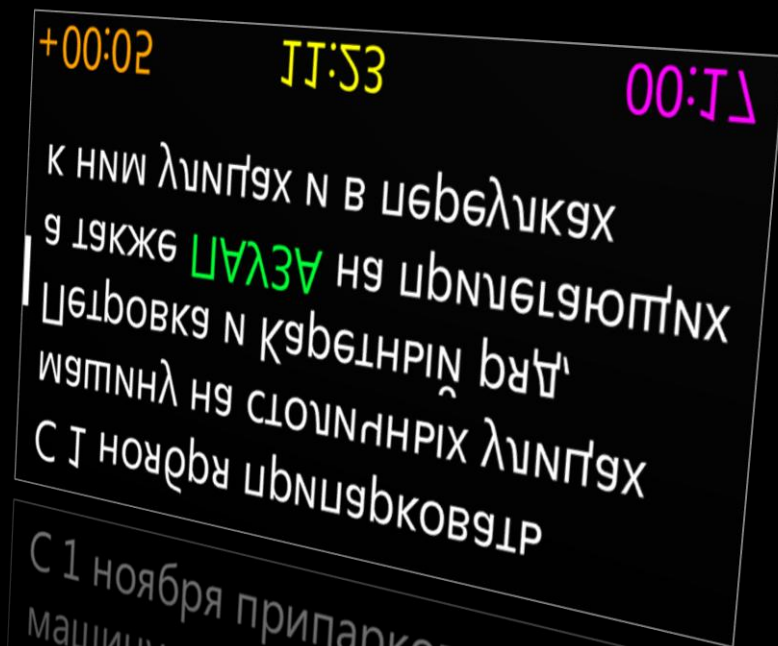 С 1 ноября припарковать
машину на столичных улицах
Петровка и Каретный ряд,
а также ПАУЗА на прилегающих
к ним улицах и в переулках
+00:05 11:23 00:17
С 1 ноября